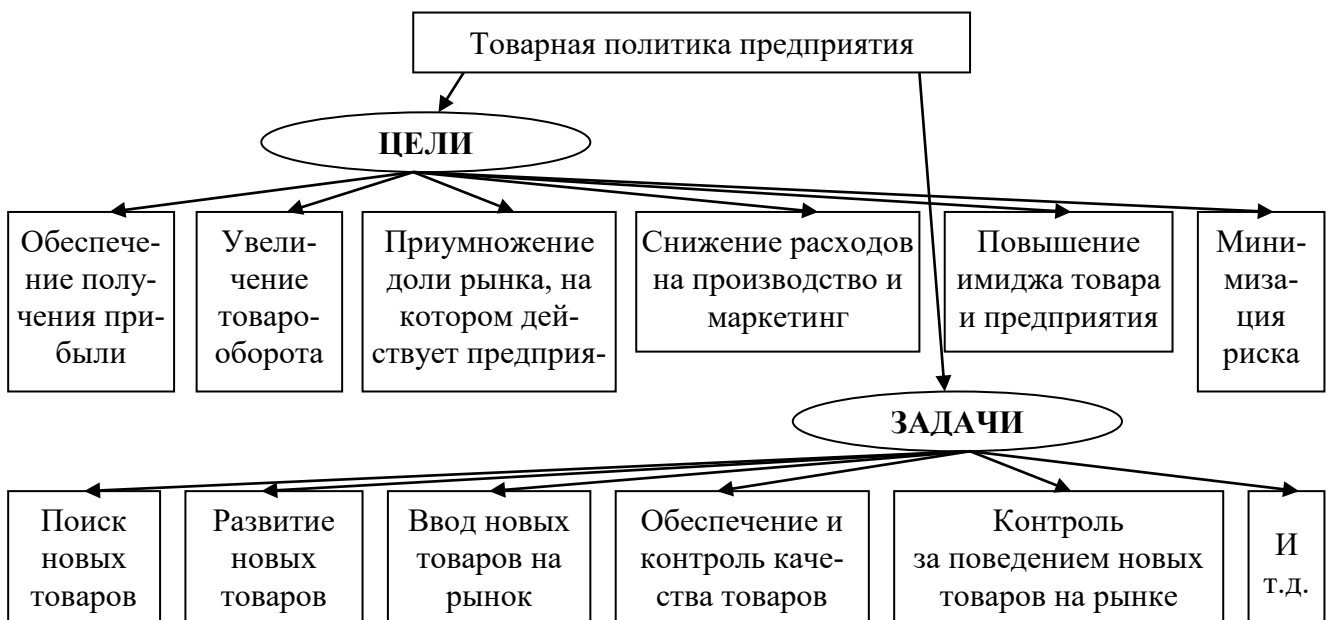 Товарная политика предприятия
ЦЕЛИ
Обеспече-
ние полу-
чения при-
были
Увели-
чение
товаро-
оборота
Приумножение
доли рынка, на
котором дей-
ствует предприя-
Снижение расходов
на производство и
маркетинг
Повышение
имиджа товара
и предприятия
Мини-
миза-
ция
риска
ЗАДАЧИ
Поиск
новых
товаров
Развитие
новых
товаров
Ввод новых
товаров на
рынок
Обеспечение и
контроль каче-
ства товаров
Контроль
за поведением новых
товаров на рынке
И
т.д.